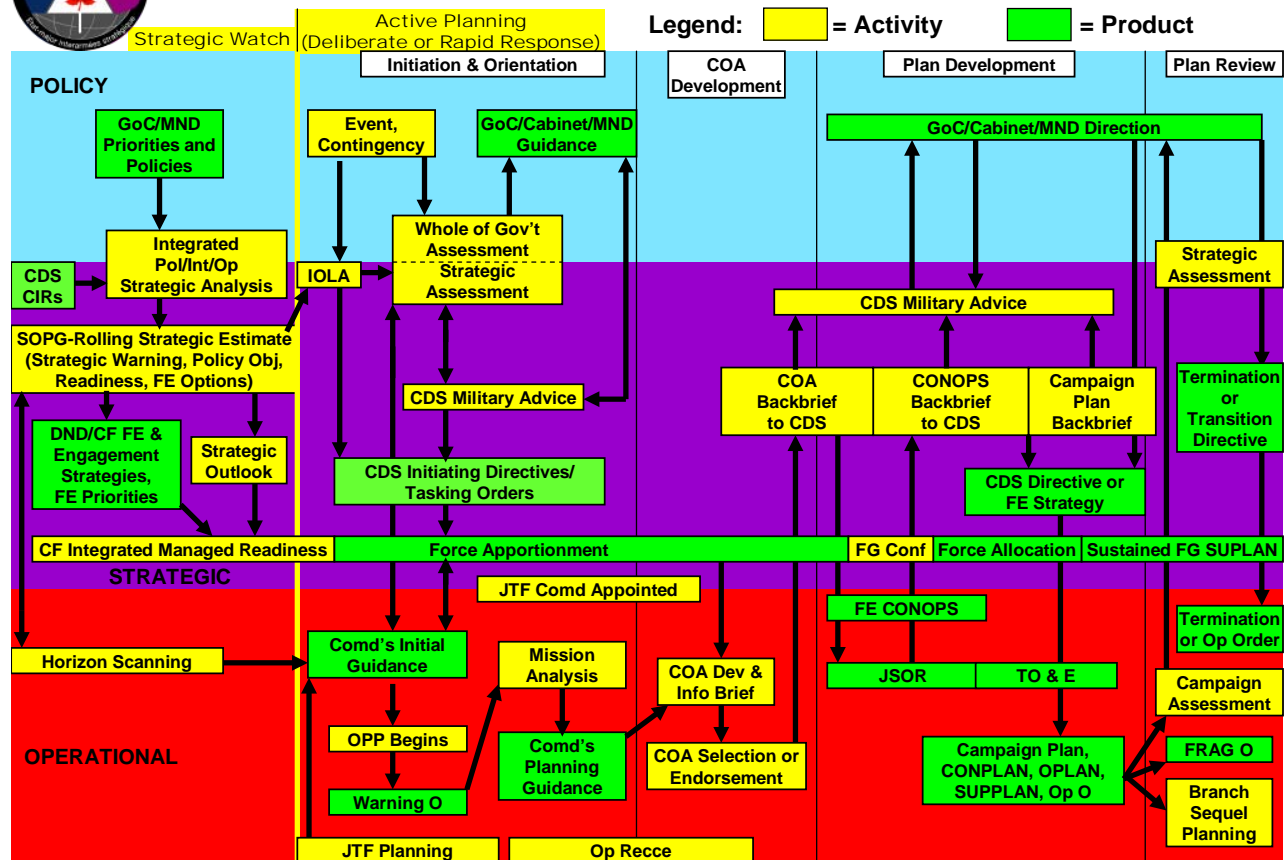 État-major interarmées stratégique
Strategic Watch
Active Planning
(Deliberate or Rapid Response)
Legend:
= Activity
= Product
Initiation & Orientation
COA
Development
Plan Development
Plan Review
POLICY
GoC/MND
Priorities and
Policies
Event,
Contingency
GoC/Cabinet/MND
Guidance
GoC/Cabinet/MND Direction
Integrated
Pol/Int/Op
Strategic Analysis
Whole of Gov't
Assessment
Strategic
Assessment
IOLA
CDS
CIRs
Strategic
Assessment
CDS Military Advice
SOPG-Rolling Strategic Estimate
(Strategic Warning, Policy Obj,
Readiness, FE Options)
CDS Military Advice
COA
Backbrief
to CDS
CONOPS
Backbrief
to CDS
Campaign
Plan
Backbrief
Termination
or
Transition
Directive
DND/CF FE &
Engagement
Strategies,
FE Priorities
Strategic
Outlook
CDS Initiating Directives/
Tasking Orders
CDS Directive or
FE Strategy
CF Integrated Managed Readiness
Force Apportionment
FG Conf
Force Allocation
Sustained FG SUPLAN
STRATEGIC
JTF Comd Appointed
FE CONOPS
Termination
or Op Order
Horizon Scanning
Comd's Initial
Guidance
Mission
Analysis
COA Dev &
Info Brief
JSOR
TO & E
Campaign
Assessment
OPP Begins
OPERATIONAL
Comd's
Planning
Guidance
COA Selection or
Endorsement
Campaign Plan,
CONPLAN, OPLAN,
SUPPLAN, Op O
FRAG O
Warning O
Branch
Sequel
Planning
JTF Planning
Op Recce